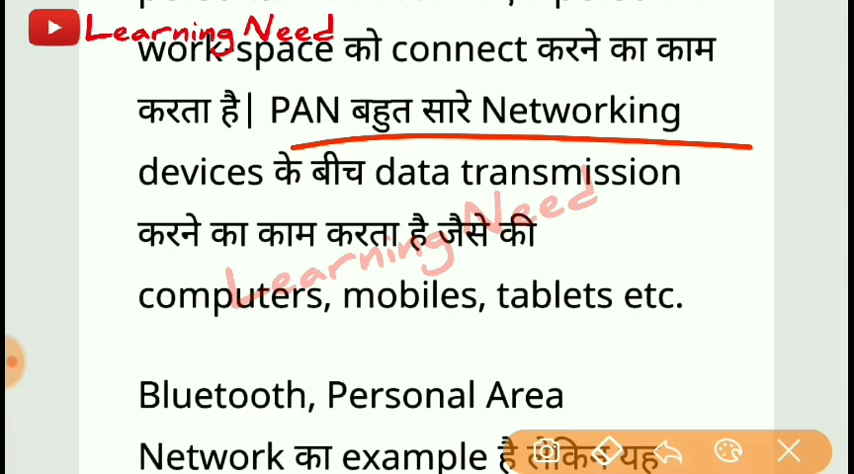 Learning Need
work space को connect करने का काम
करता है| PAN बहुत सारे Networking
devices के बीच data transmission
करने का काम करता है जैसे की
Learning Need
computers, mobiles, tablets etc.
Bluetooth, Personal Area
Network का example है लेकिन यह